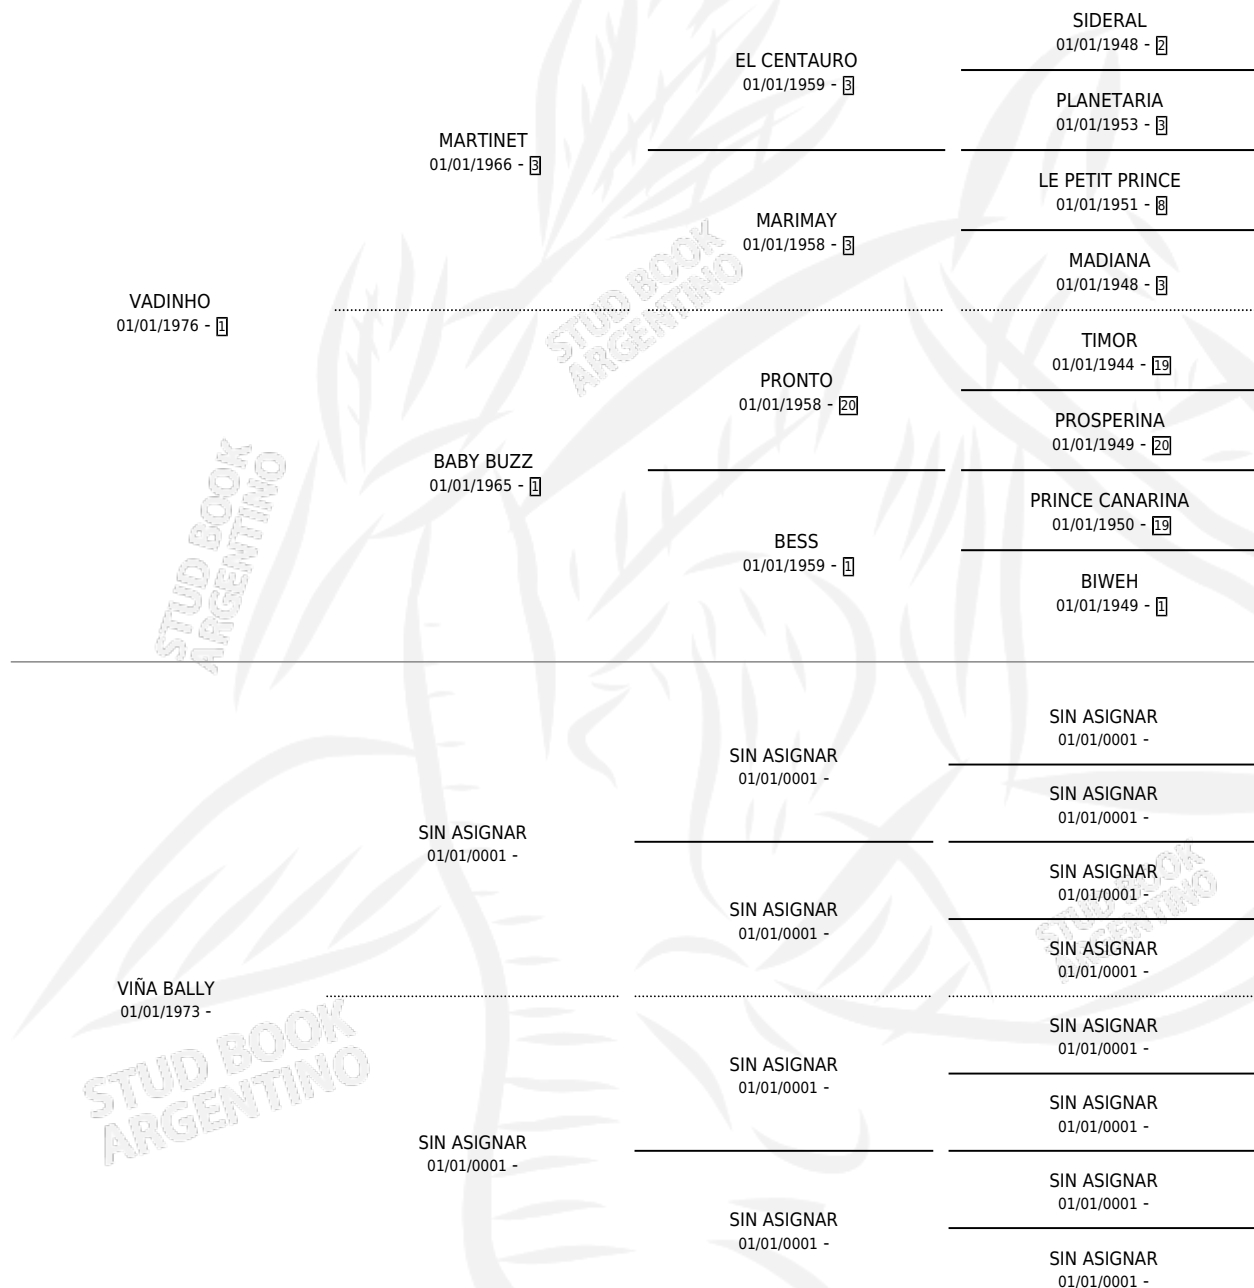 SIDERAL
01/01/1948 - 2
EL CENTAURO
01/01/1959 - 3
PLANETARIA
01/01/1953 - 3
MARTINET
01/01/1966 - 3
LE PETIT PRINCE
01/01/1951 - 8
MARIMAY
01/01/1958 - 3
MADIANA
01/01/1948 - 3
VADINHO
01/01/1976 - 1
TIMOR
01/01/1944 - 19
PRONTO
01/01/1958 - 20
PROSPERINA
01/01/1949 - 20
BABY BUZZ
01/01/1965 - 1
PRINCE CANARINA
01/01/1950 - 19
BESS
01/01/1959 - 1
BIWEH
01/01/1949 - 1
STUD BOOK
ARGENTINO
STUD BOOK
ARGENTINO
SIN ASIGNAR
01/01/0001 -
SIN ASIGNAR
01/01/0001 -
SIN ASIGNAR
01/01/0001 -
SIN ASIGNAR
01/01/0001 -
SIN ASIGNAR
01/01/0001 -
SIN ASIGNAR
01/01/0001 -
SIN ASIGNAR
01/01/0001 -
STUD BOOK
ARGENTINO
VIÑA BALLY
01/01/1973 -
SIN ASIGNAR
01/01/0001 -
SIN ASIGNAR
01/01/0001 -
SIN ASIGNAR
01/01/0001 -
SIN ASIGNAR
01/01/0001 -
SIN ASIGNAR
01/01/0001 -
SIN ASIGNAR
01/01/0001 -
SIN ASIGNAR
01/01/0001 -
STUD BOOK
ARGENTINO